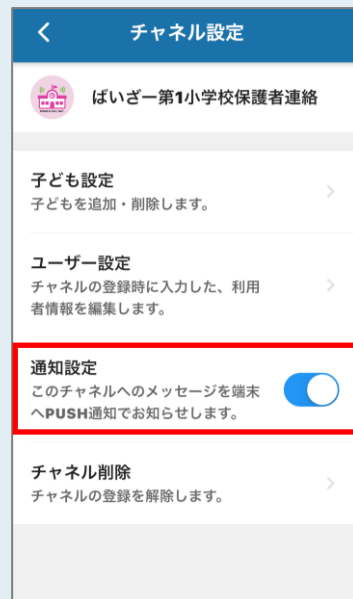 チャネル設定
ばいざー第1小学校保護者連絡
子ども設定
子どもを追加・削除します。
ユーザー設定
チャネルの登録時に入力した、利用
者情報を編集します。
通知設定
このチャネルへのメッセージを端末
へPUSH通知でお知らせします。
チャネル削除
チャネルの登録を解除します。